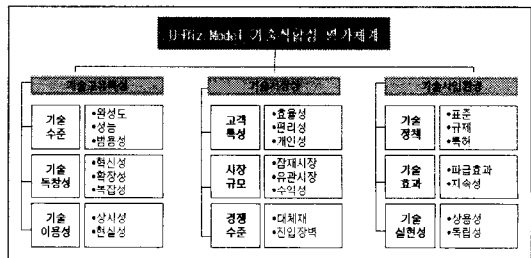 U-Biz Model 기술적합성 평가체계
기술고유특성
기술
수준
•완성도
•성능
•범용성
기술
독창성
•혁신성
•확장성
•복잡성
기술
이용성
•상사성
•현실성
기술시장성
고객
특성
•효율성
•편리성
•개인성
시장
규모
•잠재시장
•유관시장
•수익성
경쟁
수준
•대체재
•진입장벽
기술사업환경
기술
정책
•표준
•규제
•특허
기술
효과
•파급효과
•지속성
기술
실현성
•상용성
•독립성